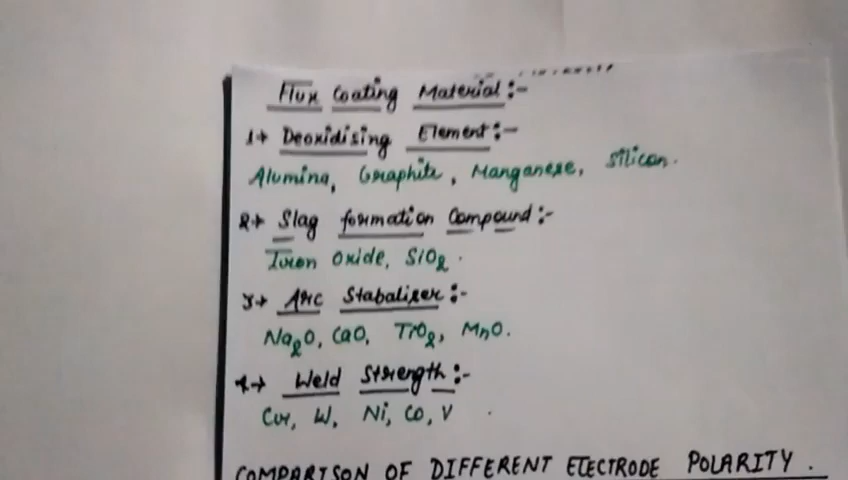 Flux Coating Material:-
1→ Deoxidising Element:-
Alumina, Graphite, Manganese, Silicon.
2→ Slag formation Compound:-
Iron Oxide, SiO2.
3→ Arc Stabalizer:-
Na2O, CaO, TiO2, MnO.
4→ Weld Strength:-
Cr, W, Ni, Co, V
COMPARISON OF DIFFERENT ELECTRODE POLARITY.